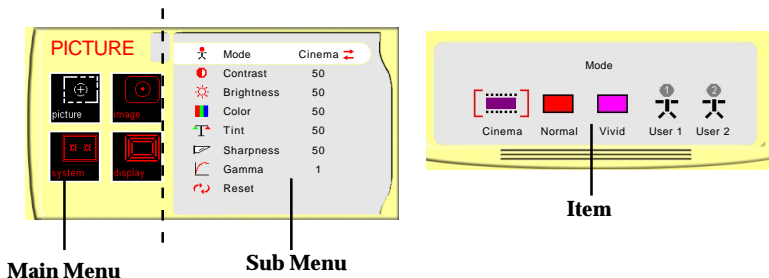 PICTURE
picture
image
system
display
Mode Cinema
Contrast 50
Brightness 50
Color 50
Tint 50
Sharpness 50
Gamma 1
Reset
Main Menu
Sub Menu
Mode
1 2
Cinema Normal Vivid User 1 User 2
Item